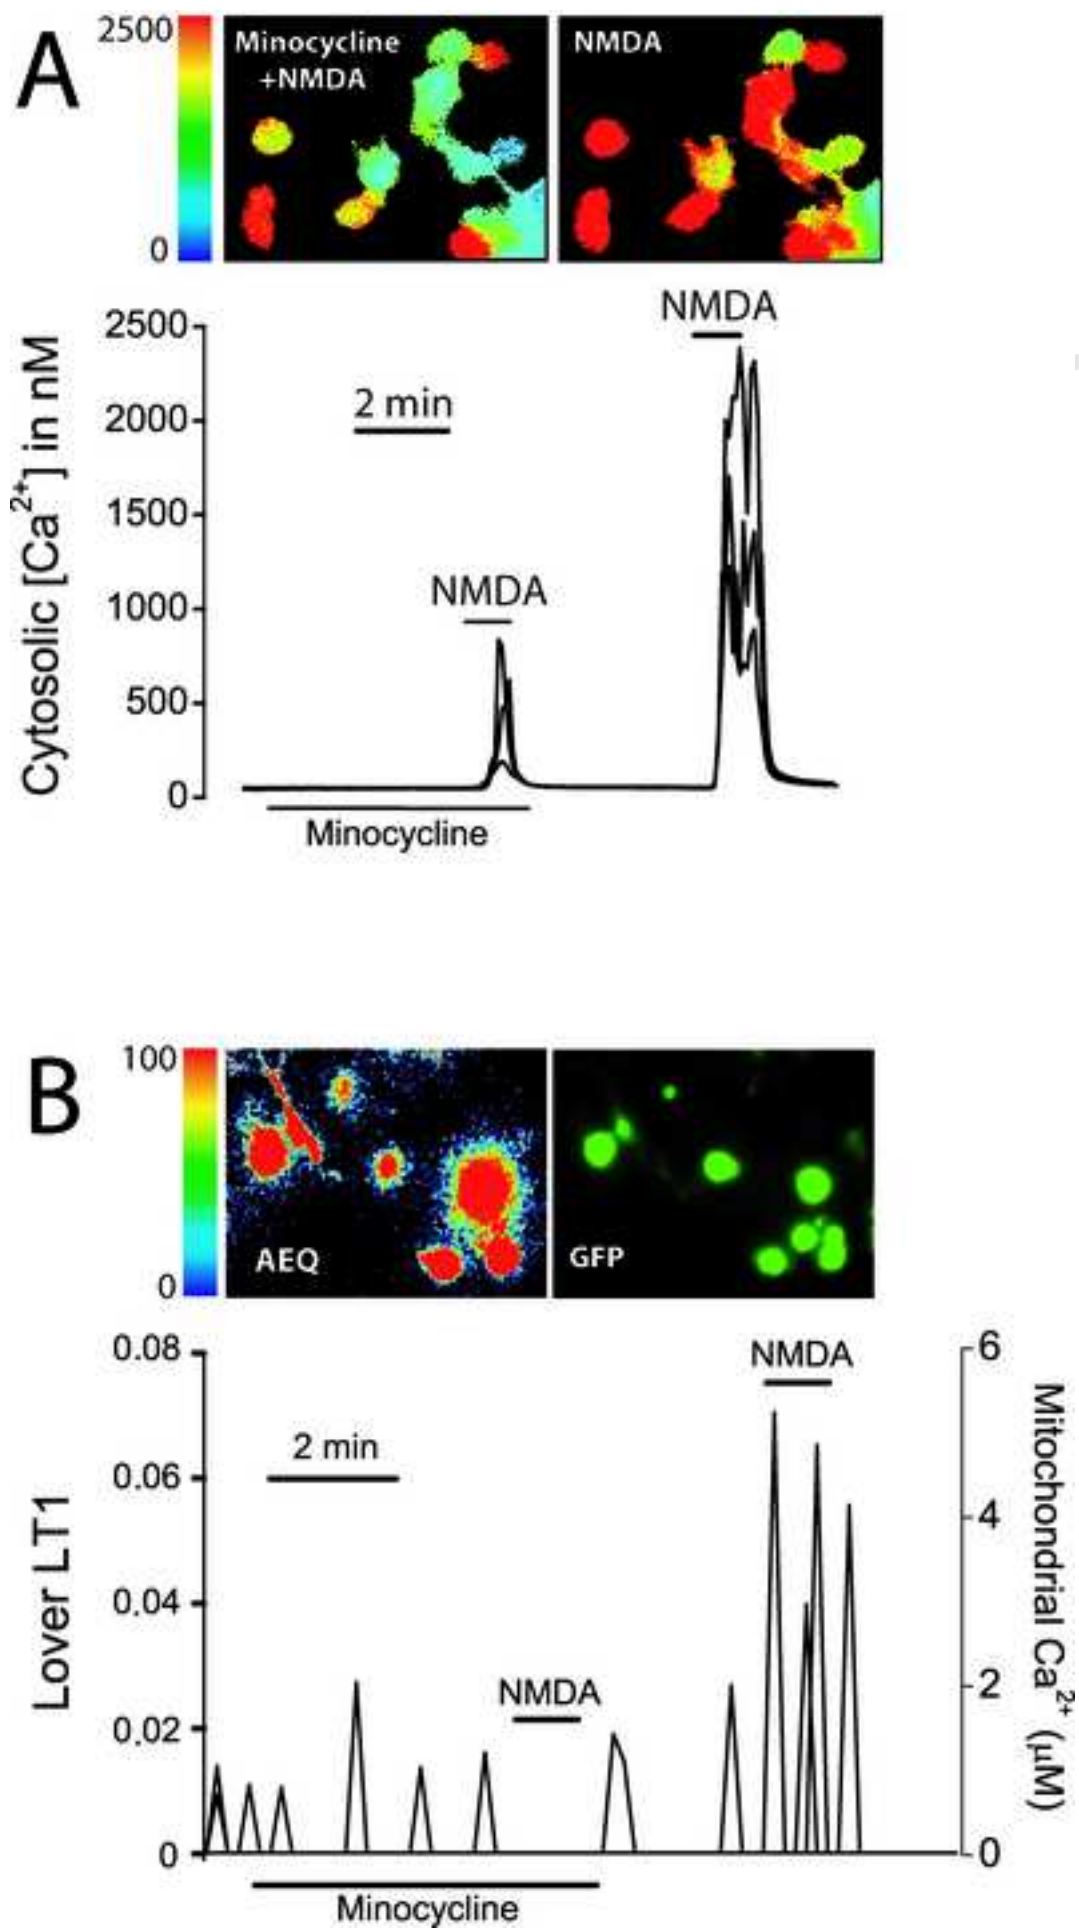 A
2500
0
Minocycline
+NMDA
NMDA
Cytosolic [Ca2+] in nM
2500
2000
1500
1000
500
0
2 min
NMDA
NMDA
Minocycline
B
100
0
AEQ
GFP
Lover LT1
0.08
0.06
0.04
0.02
0
2 min
NMDA
NMDA
Minocycline
6
4
2
0
Mitochondrial Ca2+ (μM)